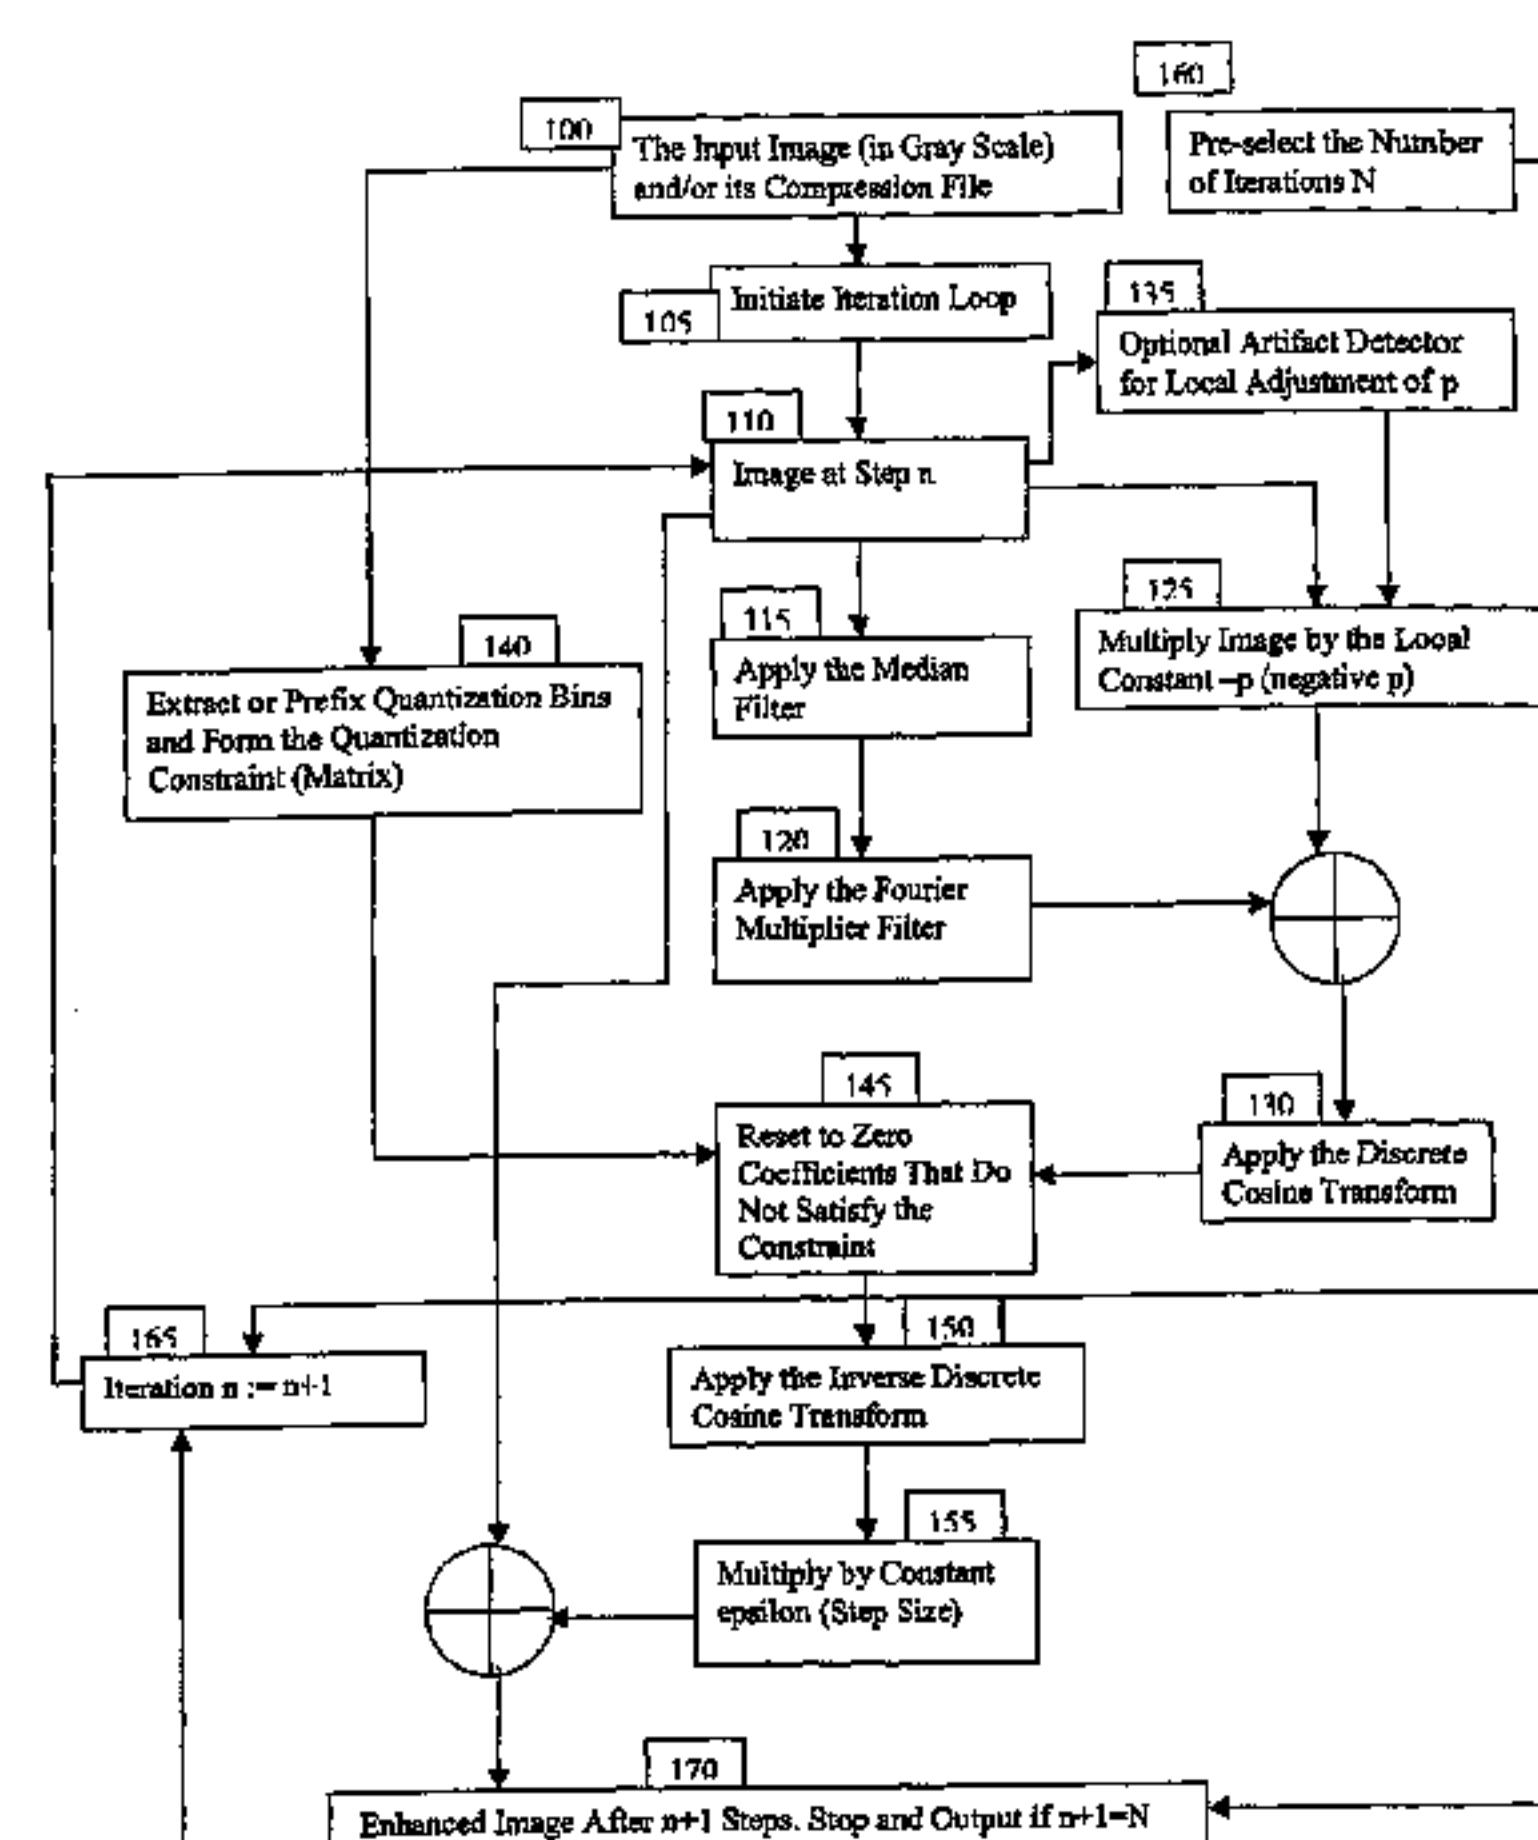 160
100
The Input Image (in Gray Scale)
and/or its Compression File
Pre-select the Number
of Iterations N
105
Initiate Iteration Loop
135
Optional Artifact Detector
for Local Adjustment of p
110
Image at Step n
115
Apply the Median
Filter
125
Multiply Image by the Local
Constant –p (negative p)
140
Extract or Prefix Quantization Bins
and Form the Quantization
Constraint (Matrix)
120
Apply the Fourier
Multiplier Filter
145
Reset to Zero
Coefficients That Do
Not Satisfy the
Constraint
130
Apply the Discrete
Cosine Transform
165
Iteration n := n+1
150
Apply the Inverse Discrete
Cosine Transform
155
Multiply by Constant
epsilon (Step Size)
170
Enhanced Image After n+1 Steps. Stop and Output if n+1=N